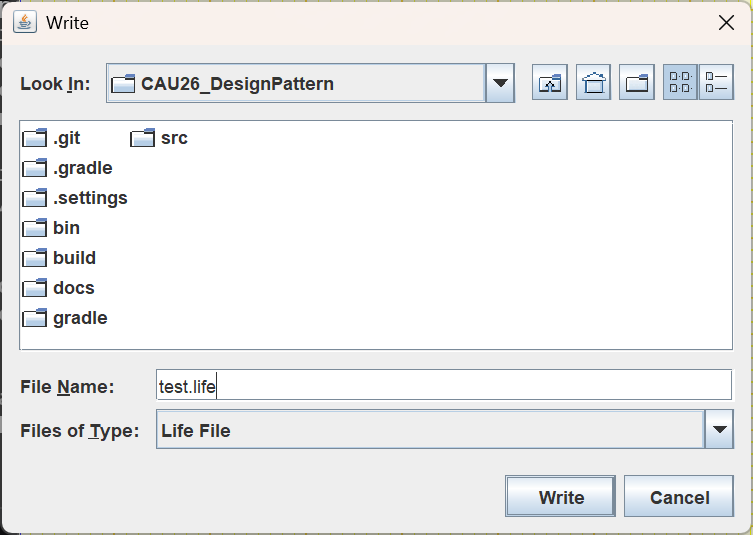 Write
Look In: CAU26_DesignPattern
.git src
.gradle
.settings
bin
build
docs
gradle
File Name: test.life
Files of Type: Life File
Write Cancel